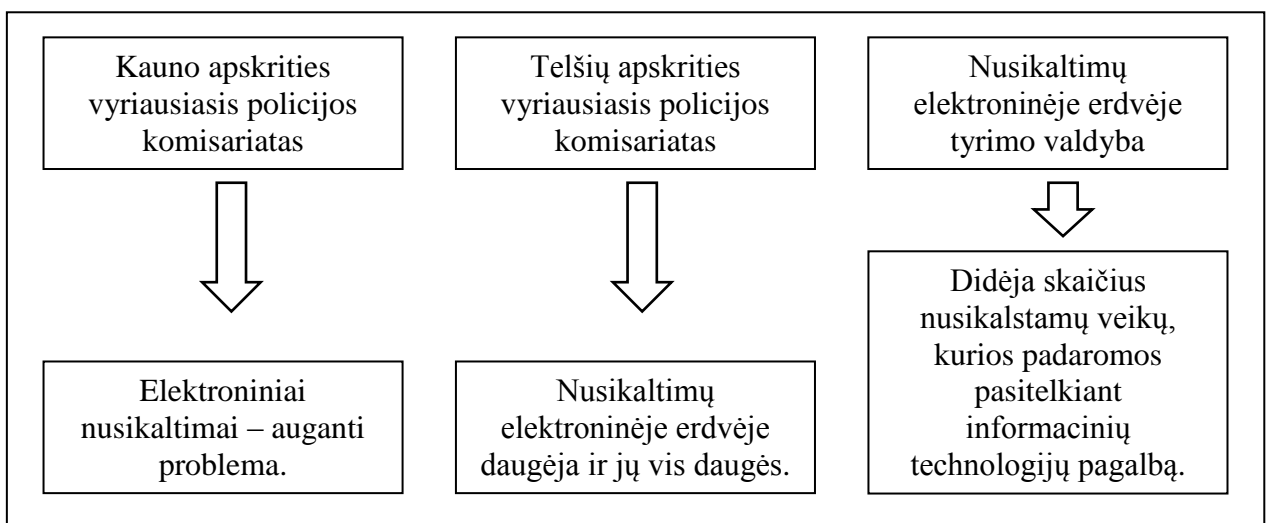 Kauno apskrities
vyriausiasis policijos
komisariatas
Telšių apskrities
vyriausiasis policijos
komisariatas
Nusikaltimų
elektroninėje erdvėje
tyrimo valdyba
Elektroniniai
nusikaltimai – auganti
problema.
Nusikaltimų
elektroninėje erdvėje
daugėja ir jų vis daugės.
Didėja skaičius
nusikalstamų veikų,
kurios padaromos
pasitelkiant
informacinių
technologijų pagalbą.